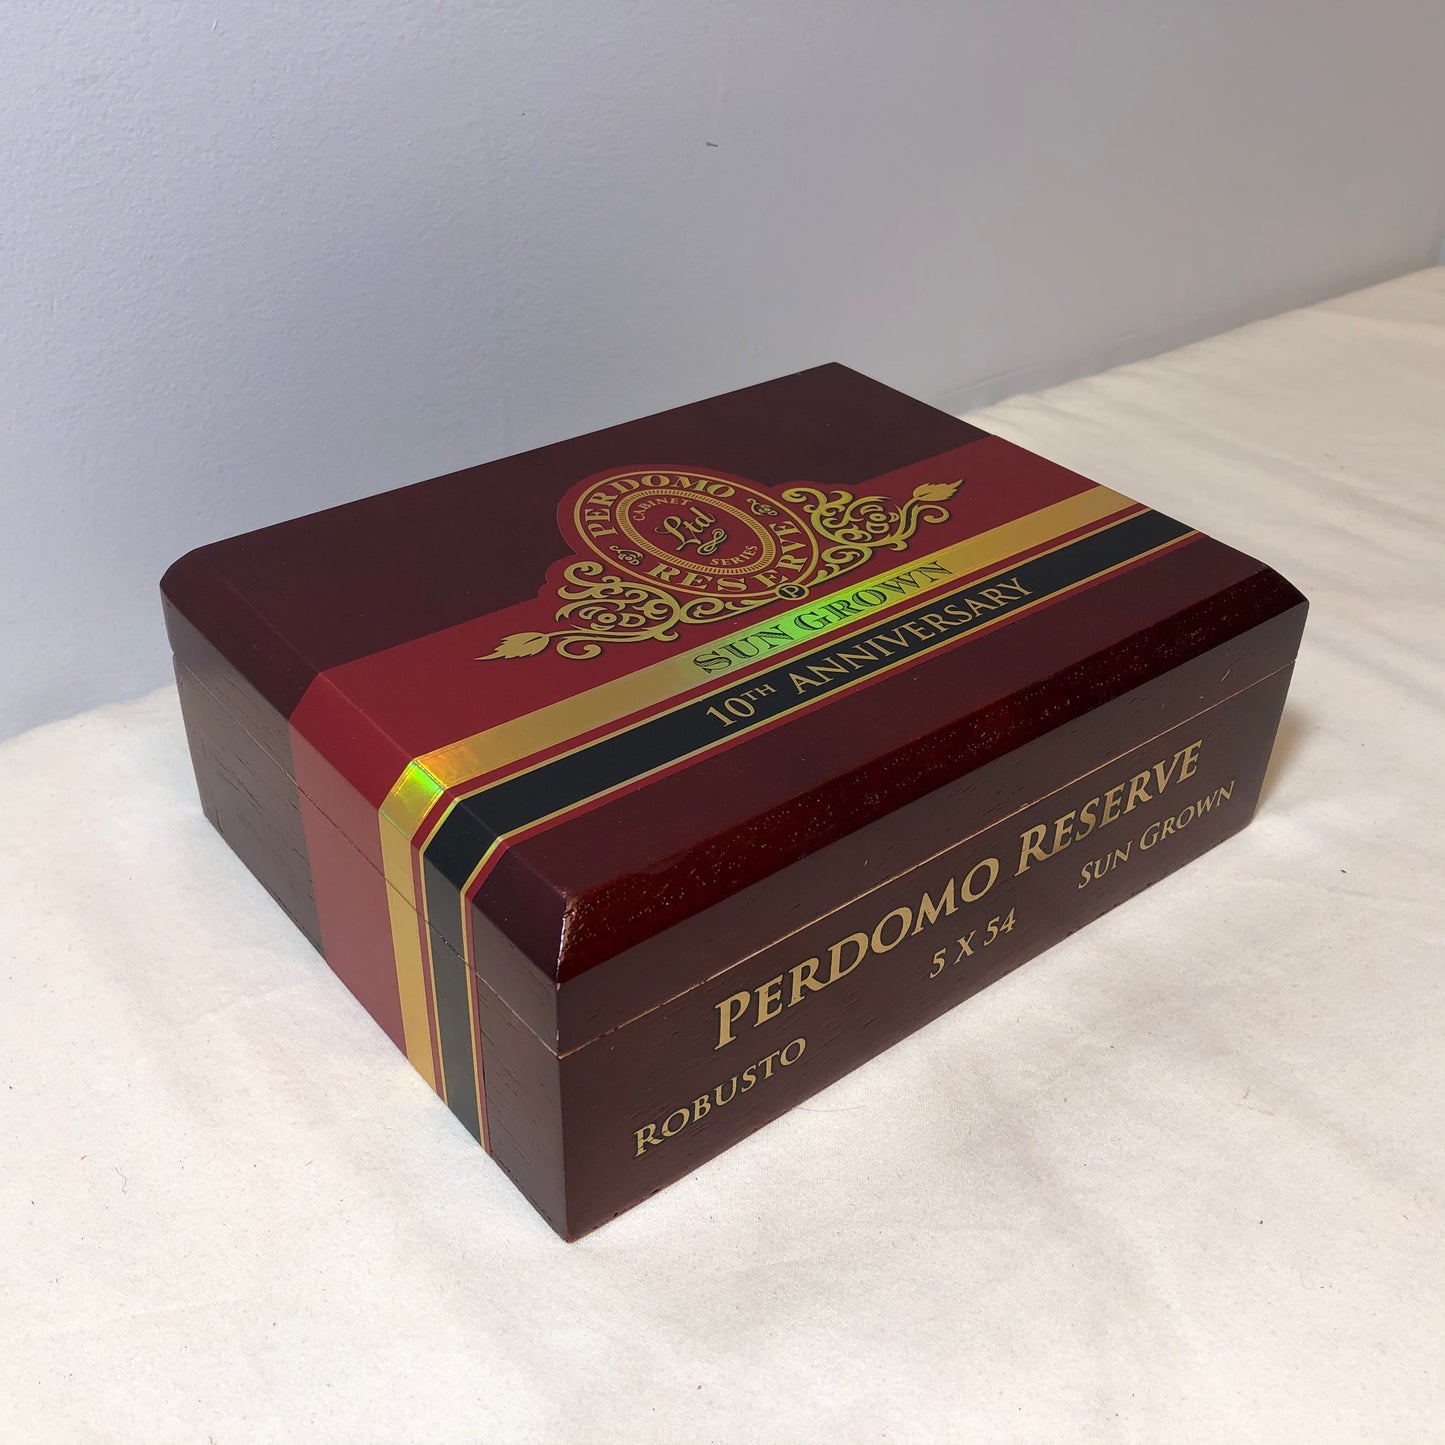 PERDOMO
CABINET
Ltd
SERIES
RESERVE
P
SUN GROWN
10TH ANNIVERSARY
PERDOMO RESERVE
ROBUSTO 5 X 54 SUN GROWN